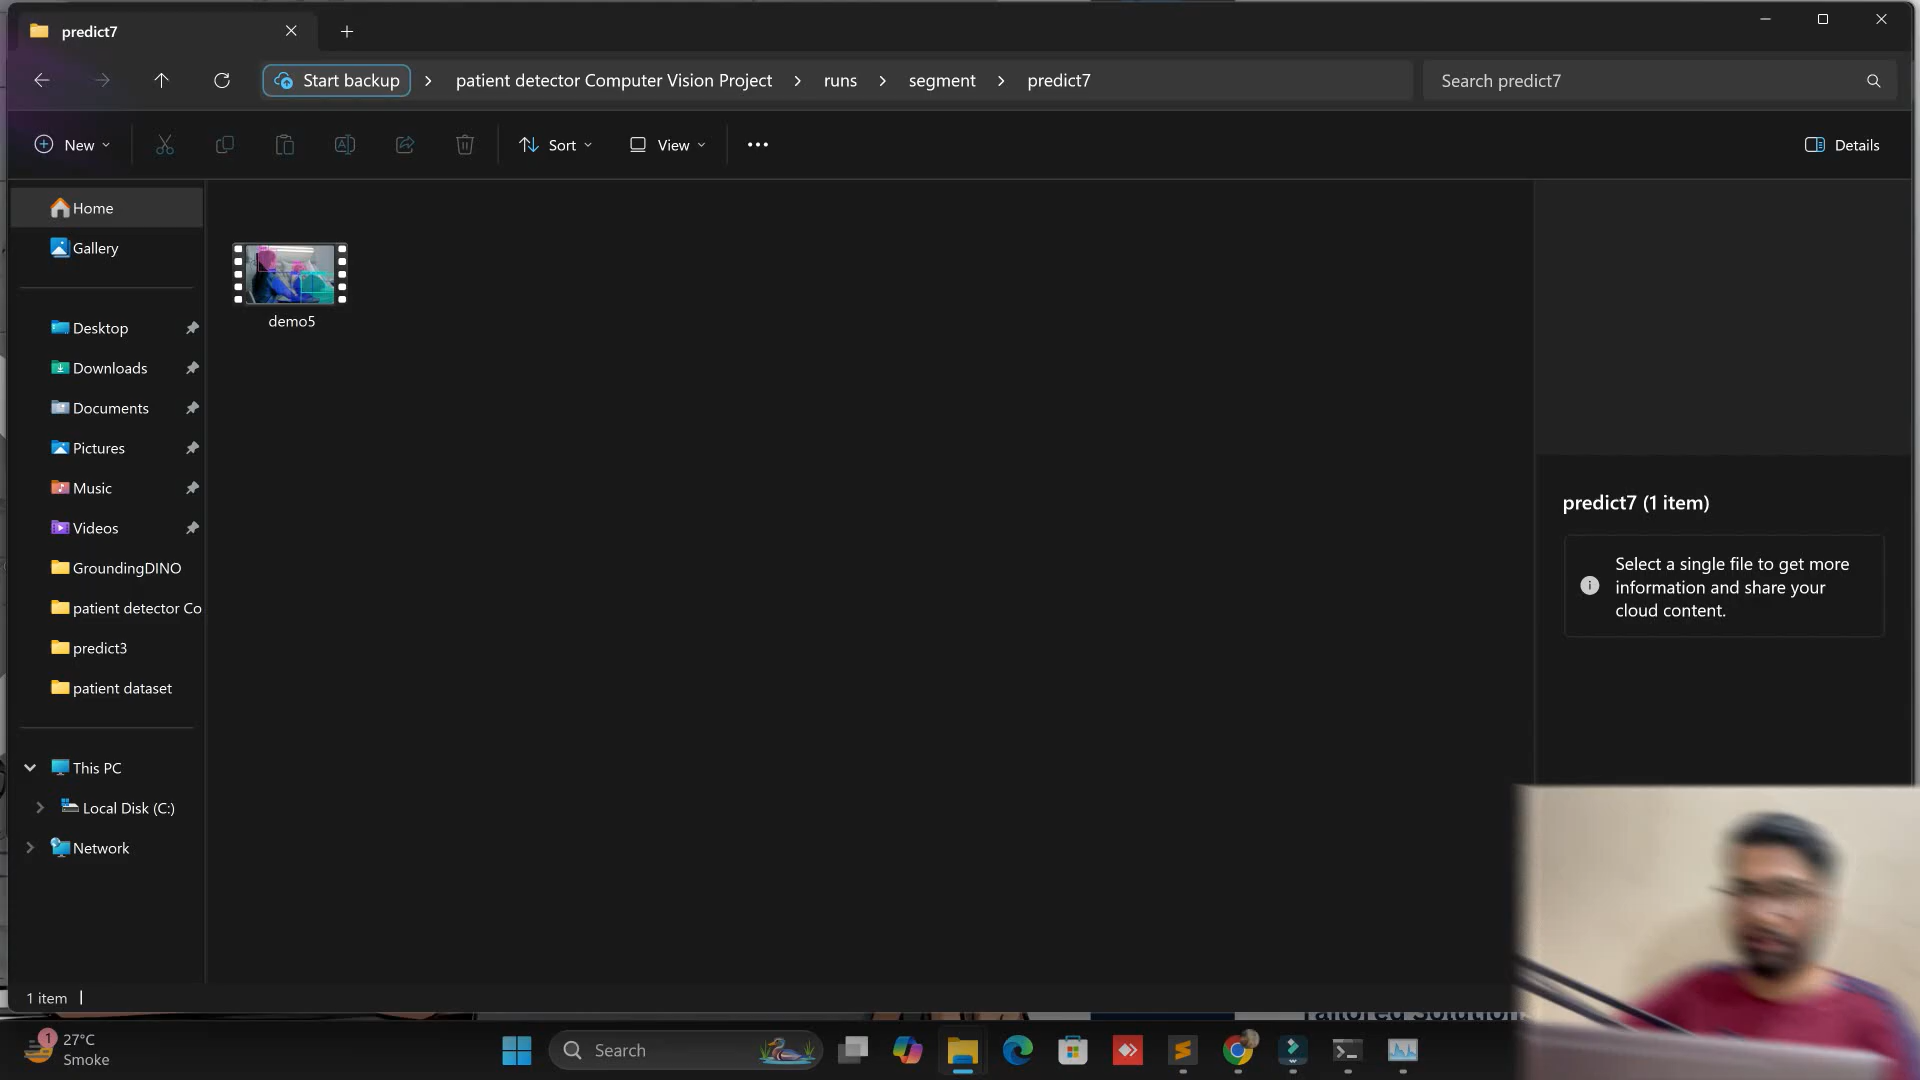 predict7
Start backup
patient detector Computer Vision Project
runs
segment
predict7
Search predict7
New
Sort
View
Details
Home
Gallery
Desktop
Downloads
Documents
Pictures
Music
Videos
GroundingDINO
patient detector Co
predict3
patient dataset
This PC
Local Disk (C:)
Network
demo5
predict7 (1 item)
Select a single file to get more
information and share your
cloud content.
1 item
Tailored Solutions
1
27°C
Smoke
Search